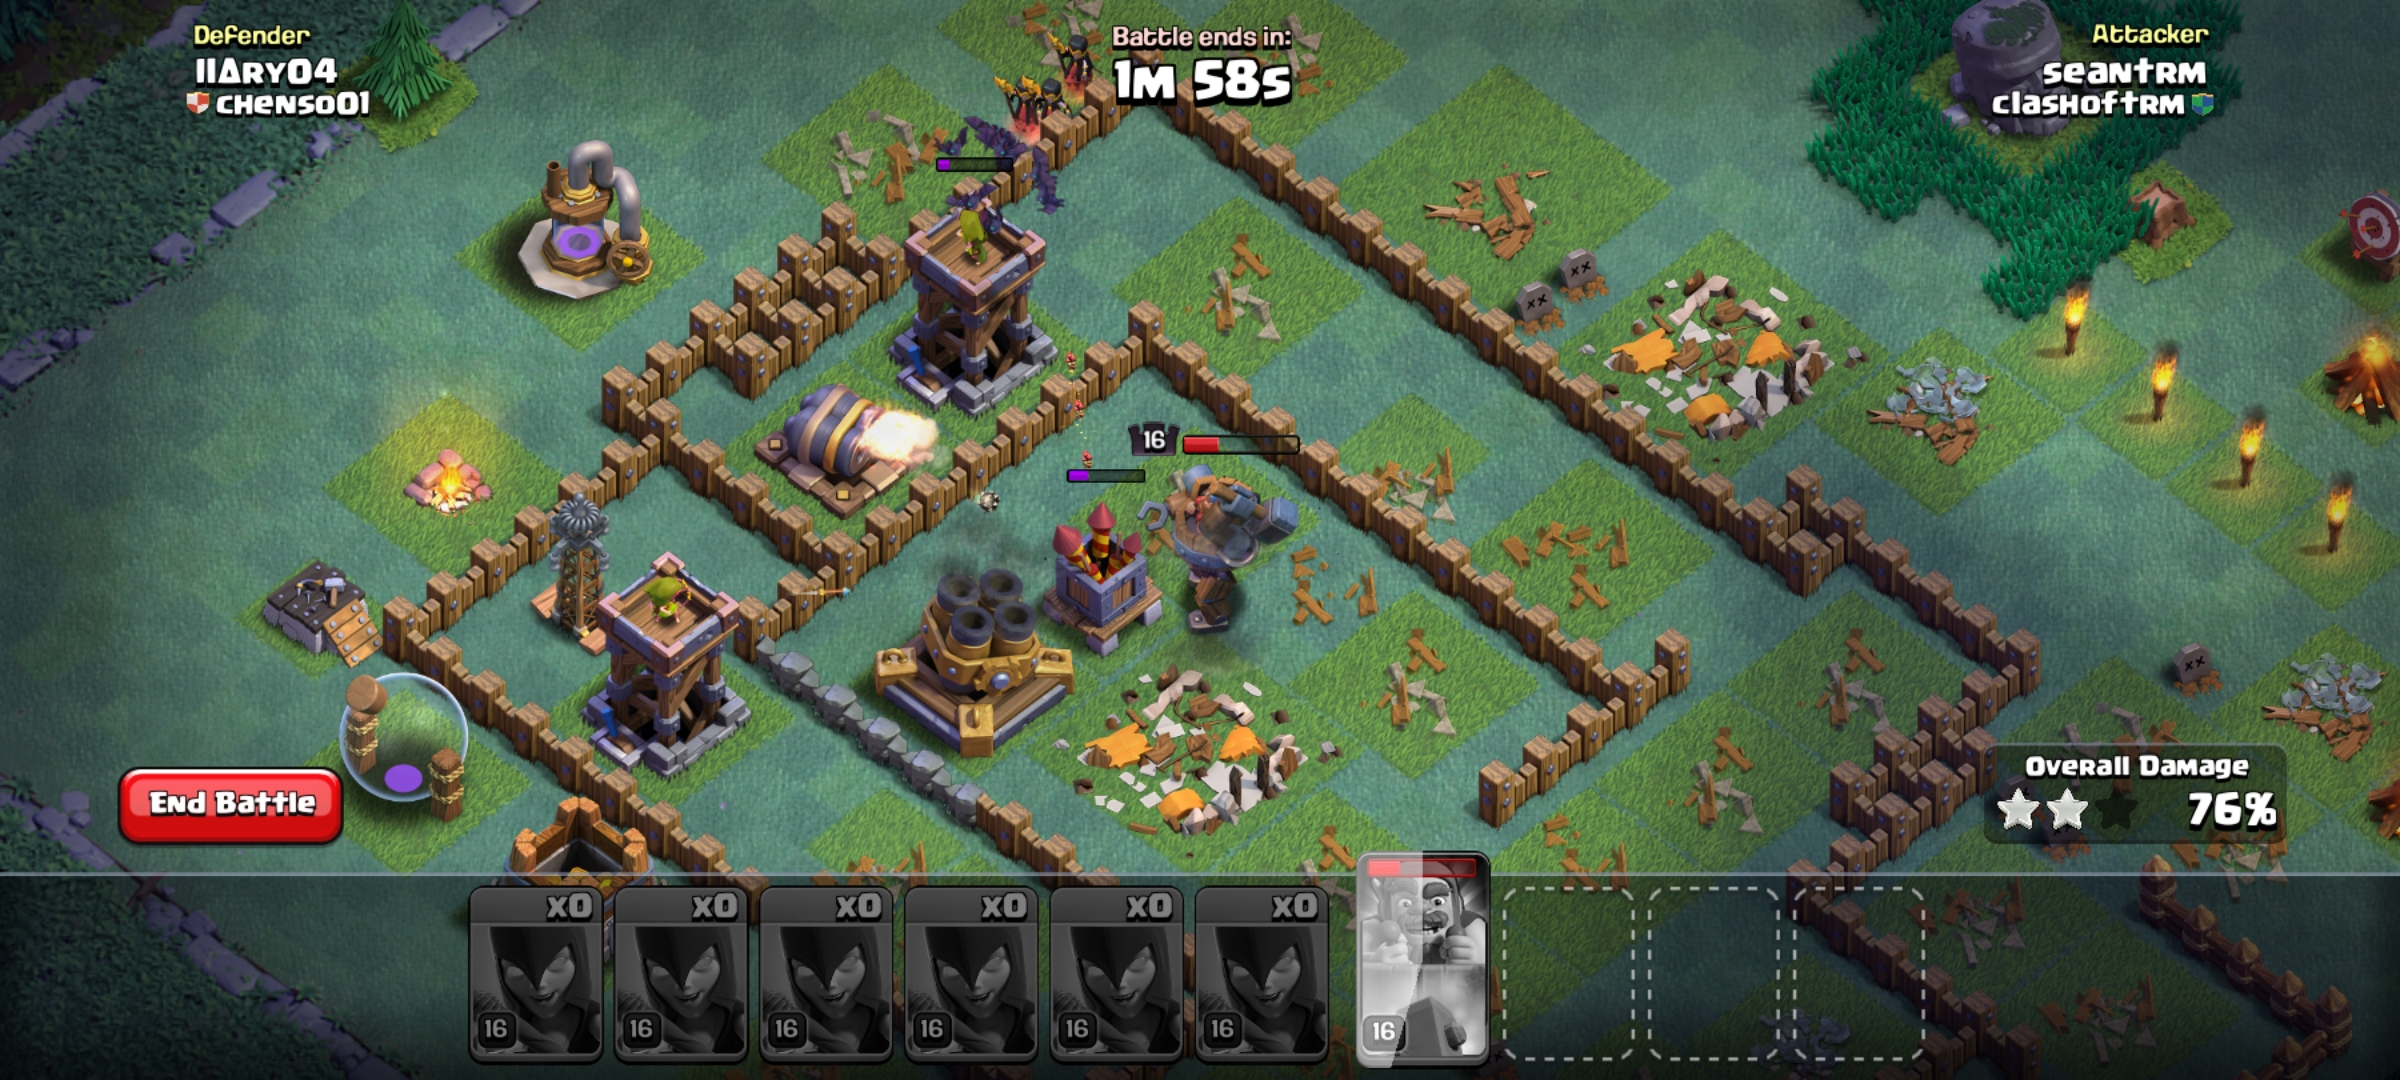 Defender
IIΔRY04
chenso01
Battle ends in:
1M 58s
Attacker
seantrm
clashoftrm
16
End Battle
Overall Damage
76%
x0
x0
x0
x0
x0
x0
16
16
16
16
16
16
16